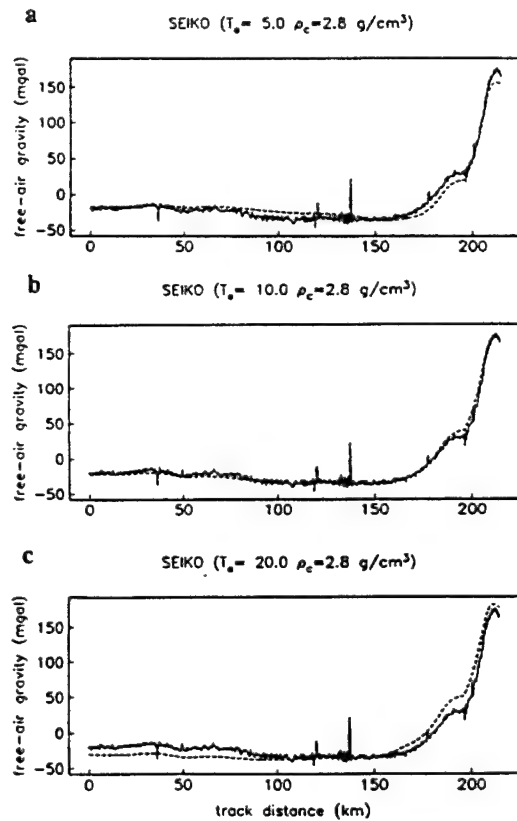 a
SEIKO (Tₑ= 5.0 ρc=2.8 g/cm³)
free-air gravity (mgal)
150
100
50
0
-50
0 50 100 150 200
b
SEIKO (Tₑ= 10.0 ρc=2.8 g/cm³)
free-air gravity (mgal)
150
100
50
0
-50
0 50 100 150 200
c
SEIKO (Tₑ= 20.0 ρc=2.8 g/cm³)
free-air gravity (mgal)
150
100
50
0
-50
0 50 100 150 200
track distance (km)